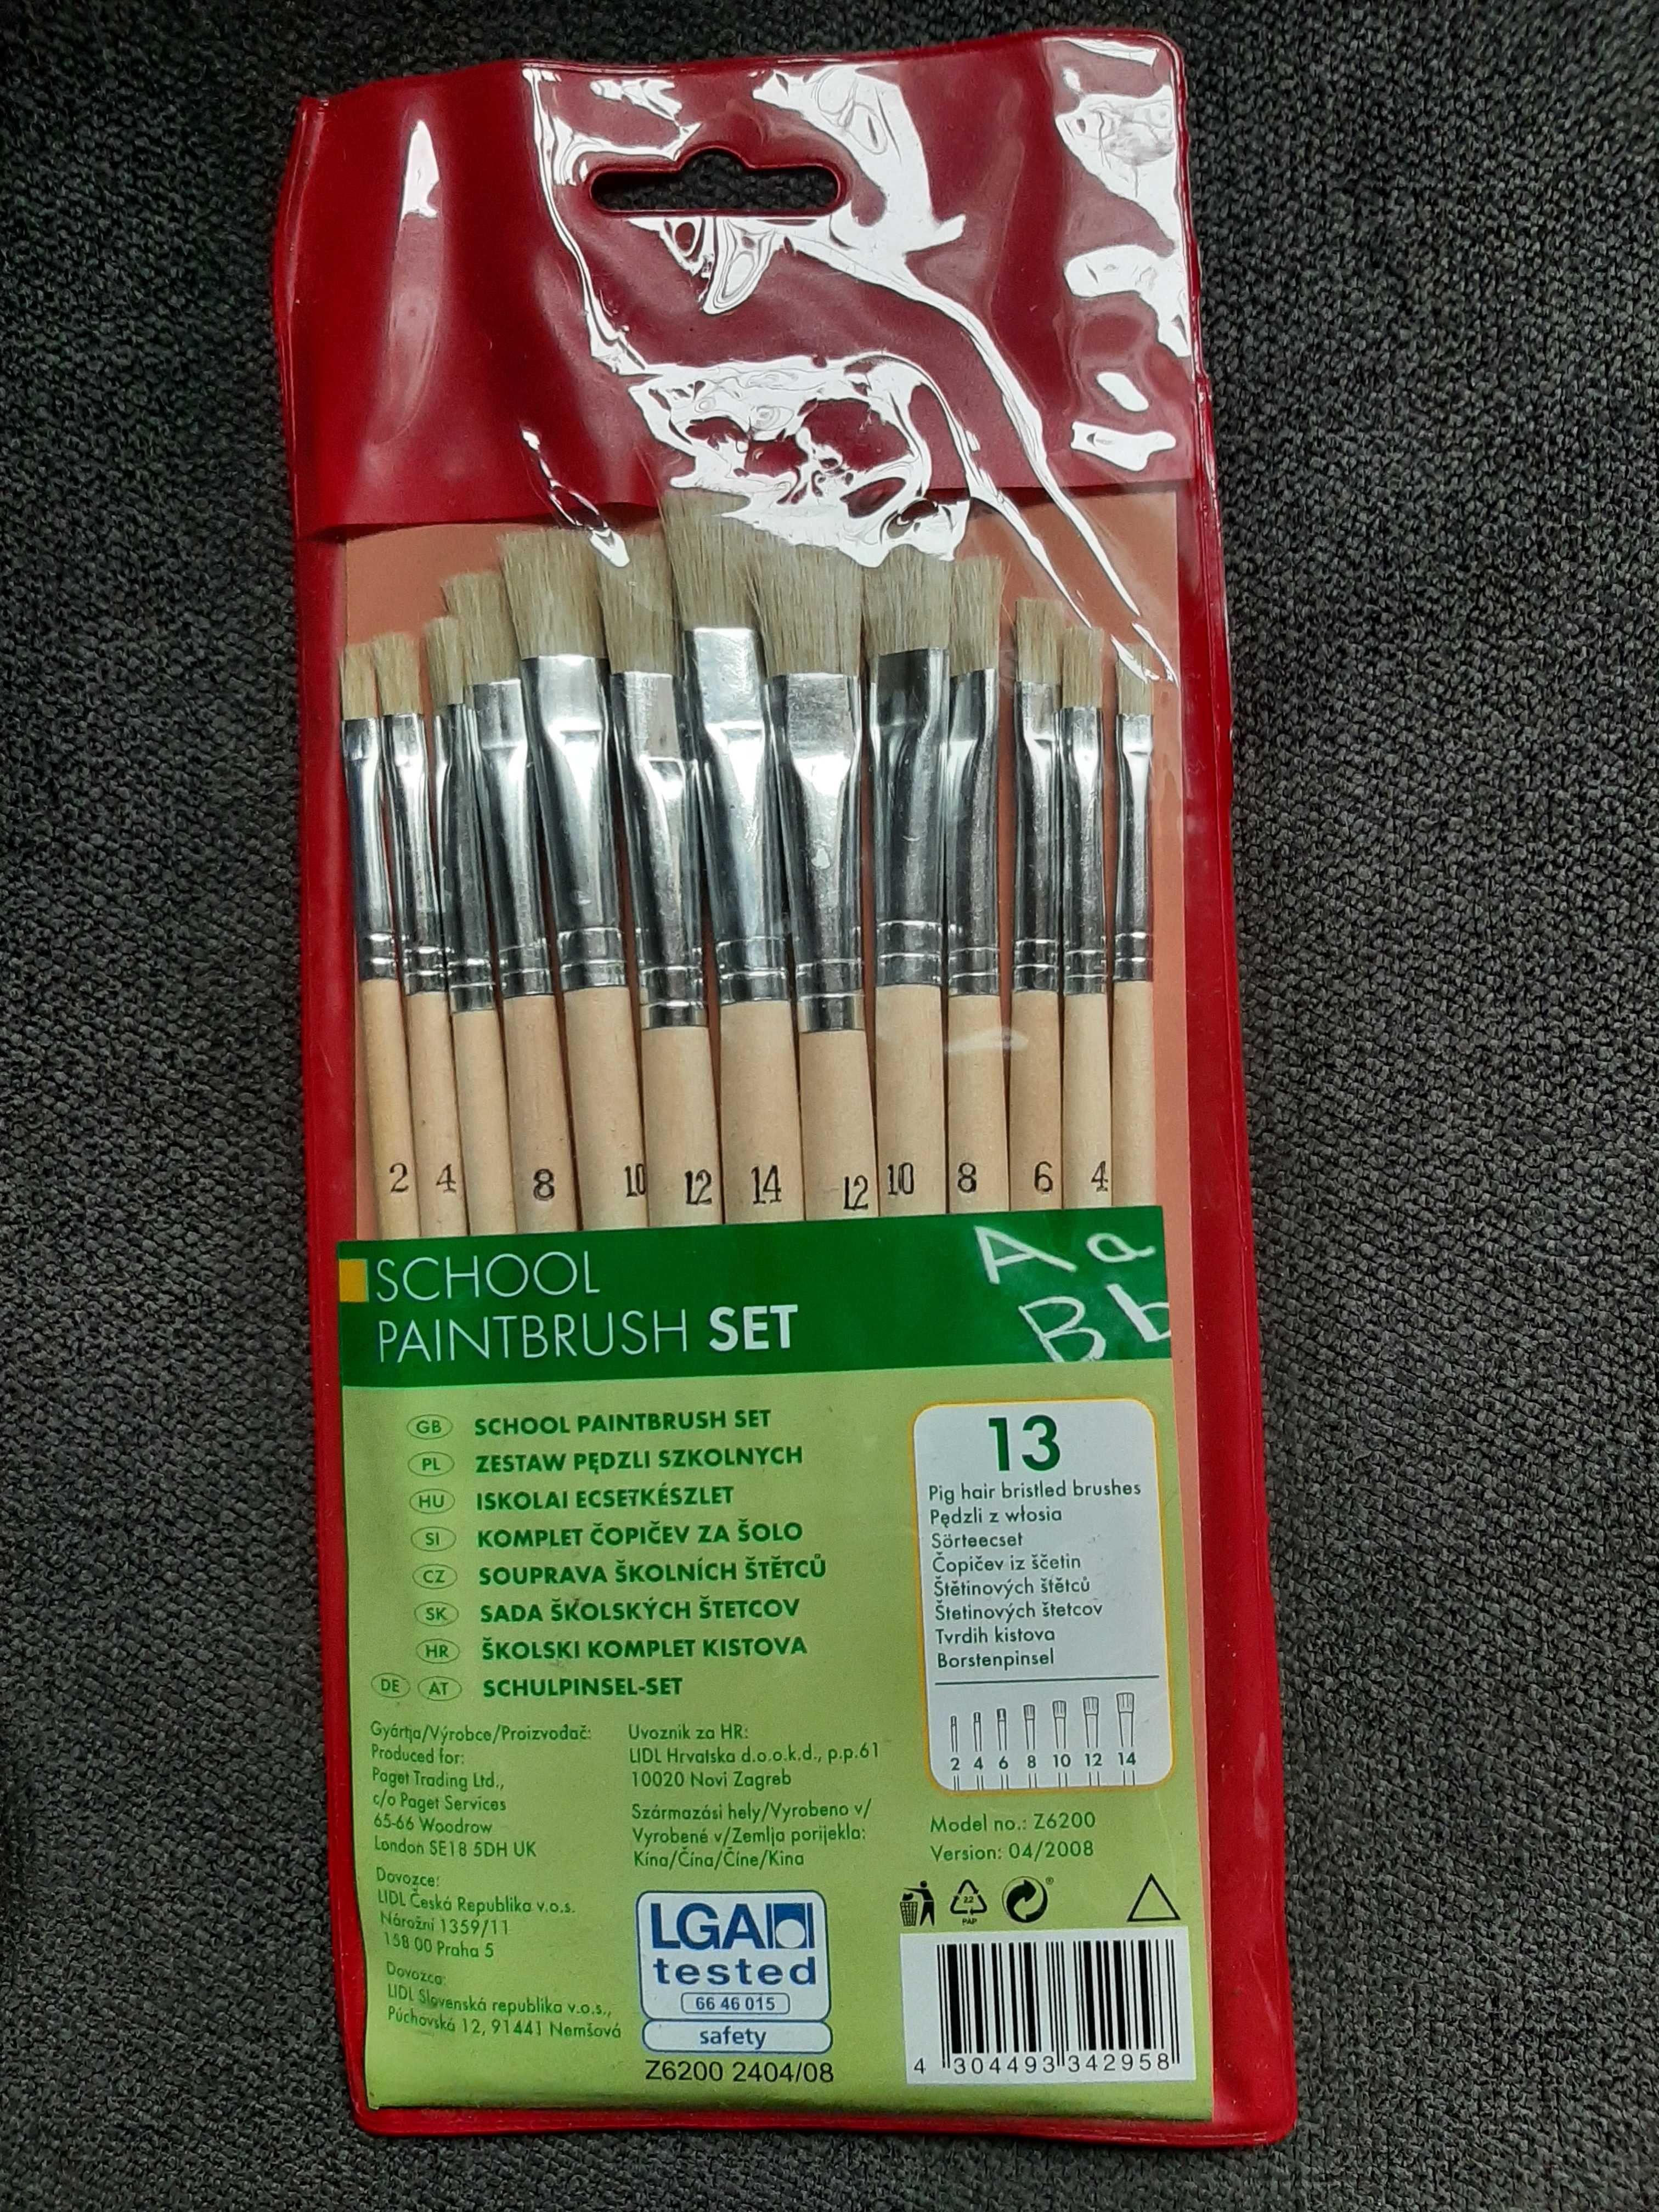 2 4 8 10 12 14 12 10 8 6 4
SCHOOL
PAINTBRUSH SET
A a
B b
GB SCHOOL PAINTBRUSH SET
PL ZESTAW PĘDZLI SZKOLNYCH
HU ISKOLAI ECSETKÉSZLET
SI KOMPLET ČOPIČEV ZA ŠOLO
CZ SOUPRAVA ŠKOLNÍCH ŠTĚTCŮ
SK SADA ŠKOLSKÝCH ŠTETCOV
HR ŠKOLSKI KOMPLET KISTOVA
DE AT SCHULPINSEL-SET
13
Pig hair bristled brushes
Pędzli z włosia
Sörteecset
Čopičev iz ščetin
Štětinových štětců
Štetinových štetcov
Tvrdih kistova
Borstenpinsel
2 4 6 8 10 12 14
Gyártja/Výrobce/Proizvođač:
Produced for:
Paget Trading Ltd.,
c/o Paget Services
65-66 Woodrow
London SE18 5DH UK
Dovozce:
LIDL Česká Republika v.o.s.
Nárožní 1359/11
158 00 Praha 5
Dovozca:
LIDL Slovenská republika v.o.s.,
Púchovská 12, 91441 Nemšová
Uvoznik za HR:
LIDL Hrvatska d.o.o.k.d., p.p.61
10020 Novi Zagreb
Származási hely/Vyrobeno v/
Vyrobené v/Zemlja porijekla:
Kína/Čína/Číne/Kina
LGA
tested
66 46 015
safety
Z6200 2404/08
Model no.: Z6200
Version: 04/2008
22
PAP
4 304493 342958